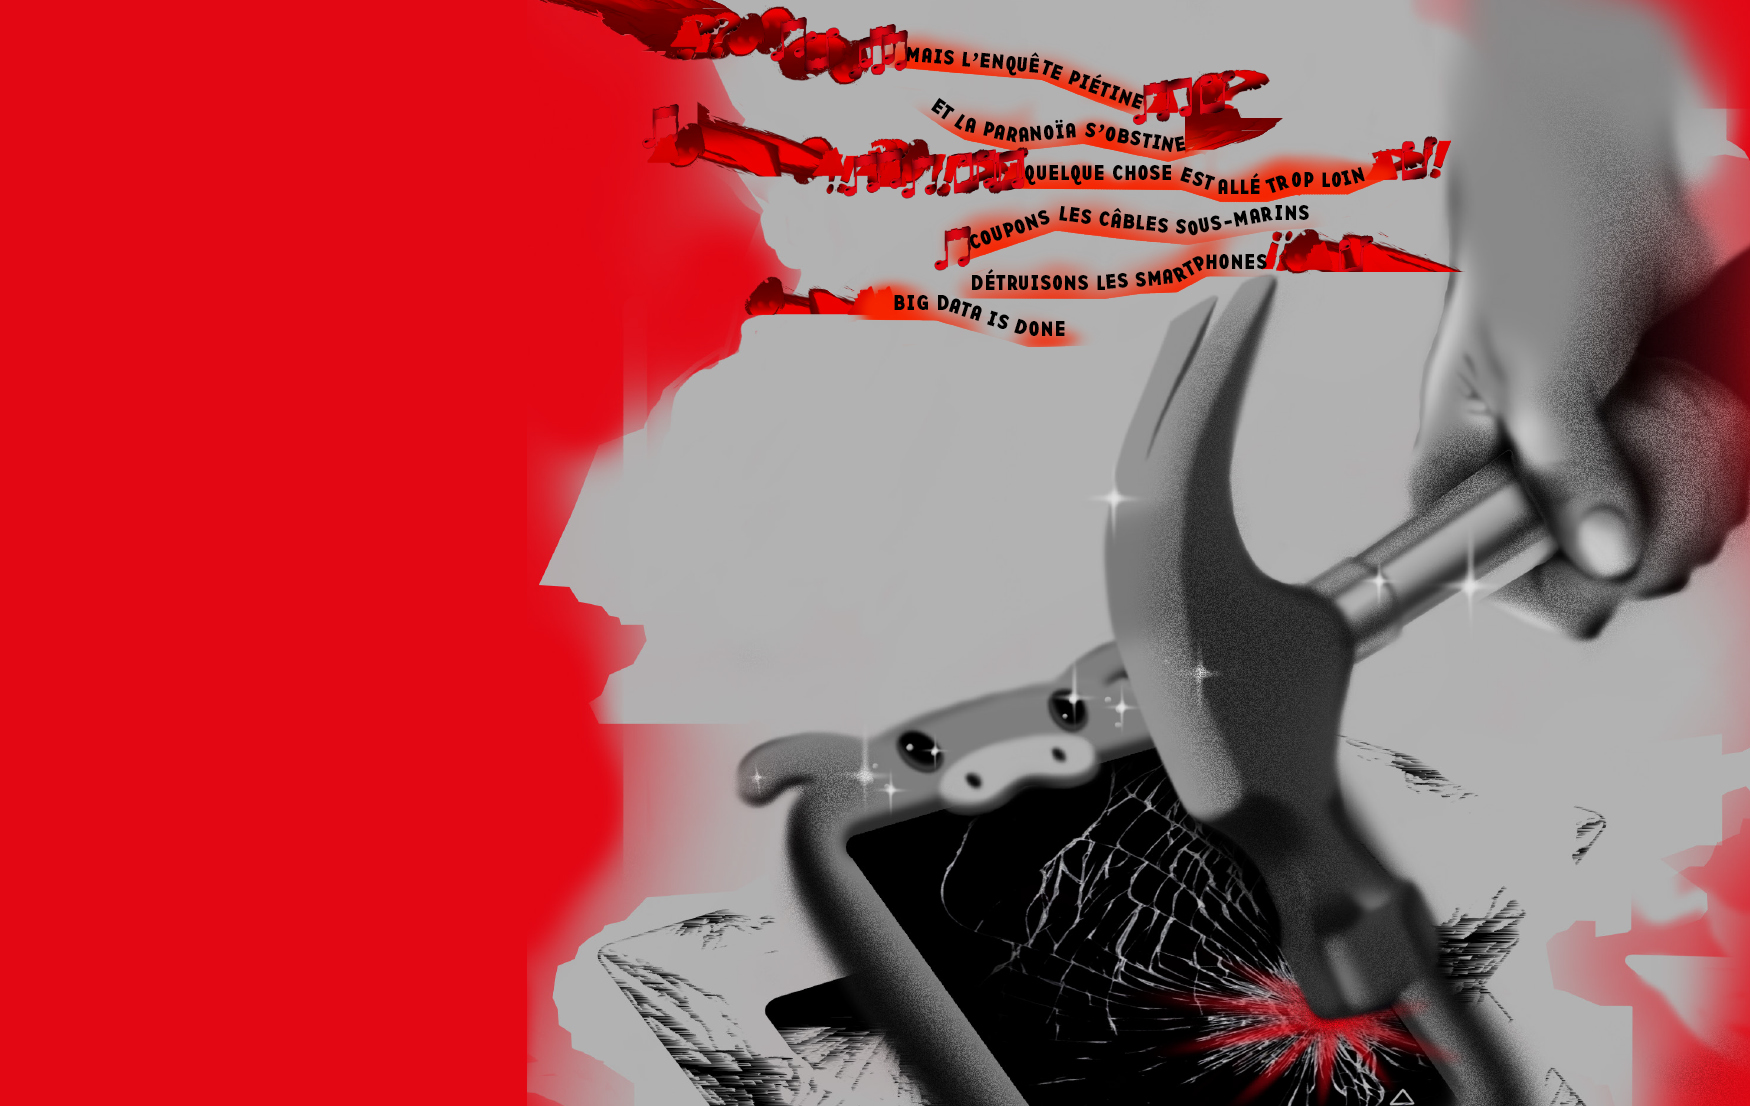 MAIS L'ENQUÊTE PIÉTINE
ET LA PARANOÏA S'OBSTINE
QUELQUE CHOSE EST ALLÉ TROP LOIN
COUPONS LES CÂBLES SOUS-MARINS
DÉTRUISONS LES SMARTPHONES
BIG DATA IS DONE